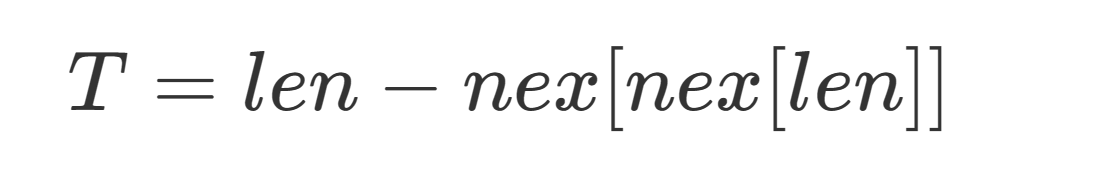 T = len − nex[nex[len]]